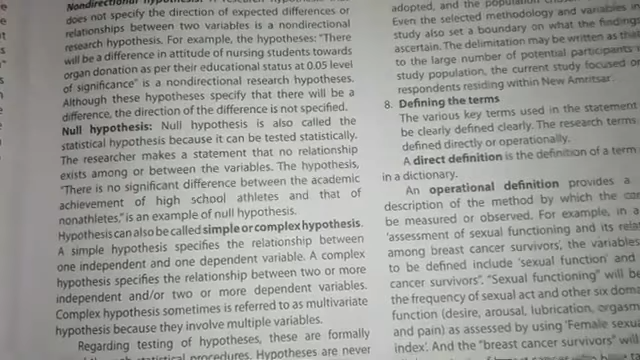 Nondirectional hypothesis:
does not specify the direction of expected differences or
relationships between two variables is a nondirectional
research hypothesis. For example, the hypotheses: "There
will be a difference in attitude of nursing students towards
organ donation as per their educational status at 0.05 level
of significance" is a nondirectional research hypotheses.
Although these hypotheses specify that there will be a
difference, the direction of the difference is not specified.
Null hypothesis: Null hypothesis is also called the
statistical hypothesis because it can be tested statistically.
The researcher makes a statement that no relationship
exists among or between the variables. The hypothesis,
"There is no significant difference between the academic
achievement of high school athletes and that of
nonathletes," is an example of null hypothesis.
Hypothesis can also be called simple or complex hypothesis.
A simple hypothesis specifies the relationship between
one independent and one dependent variable. A complex
hypothesis specifies the relationship between two or more
independent and/or two or more dependent variables.
Complex hypothesis sometimes is referred to as multivariate
hypothesis because they involve multiple variables.
Regarding testing of hypotheses, these are formally
statistical procedures. Hypotheses are never
adopted, and the population
Even the selected methodology and variables
study also set a boundary on what the finding
ascertain. The delimitation may be written as
to the large number of potential participants
study population, the current study focused
respondents residing within New Amritsar.
8. Defining the terms
The various key terms used in the statement
be clearly defined clearly. The research terms
defined directly or operationally.
A direct definition is the definition of a term
in a dictionary.
An operational definition provides a
description of the method by which the
be measured or observed. For example, in a
'assessment of sexual functioning and its
among breast cancer survivors', the variables
to be defined include 'sexual function' and
cancer survivors". "Sexual functioning" will be
the frequency of sexual act and other six
function (desire, arousal, lubrication,
and pain) as assessed by using 'Female
index'. And the "breast cancer survivors" will